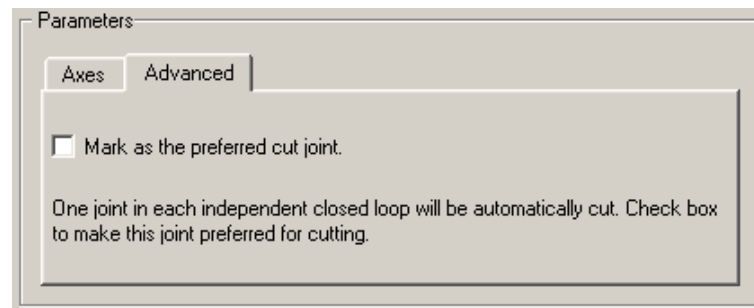 Parameters
Axes
Advanced
Mark as the preferred cut joint.
One joint in each independent closed loop will be automatically cut. Check box
to make this joint preferred for cutting.